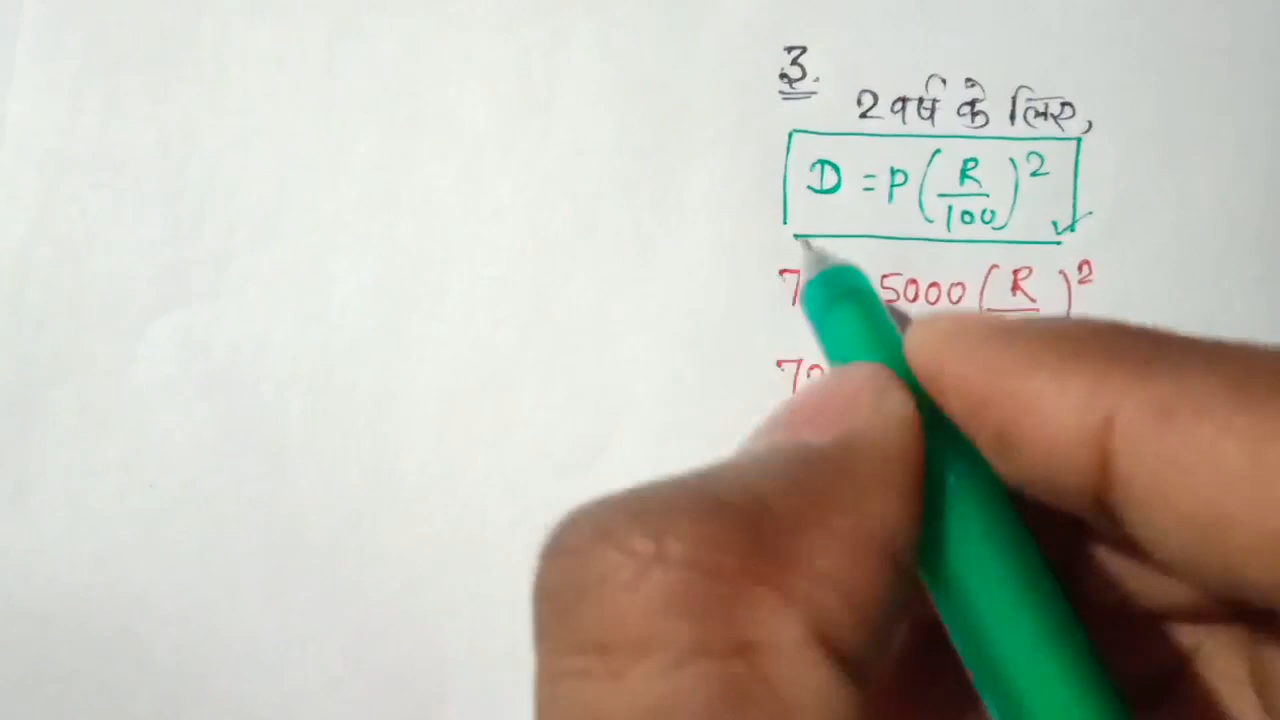 3.
2 वर्ष के लिए,
D = P (R/100)²
5000 (R
)²